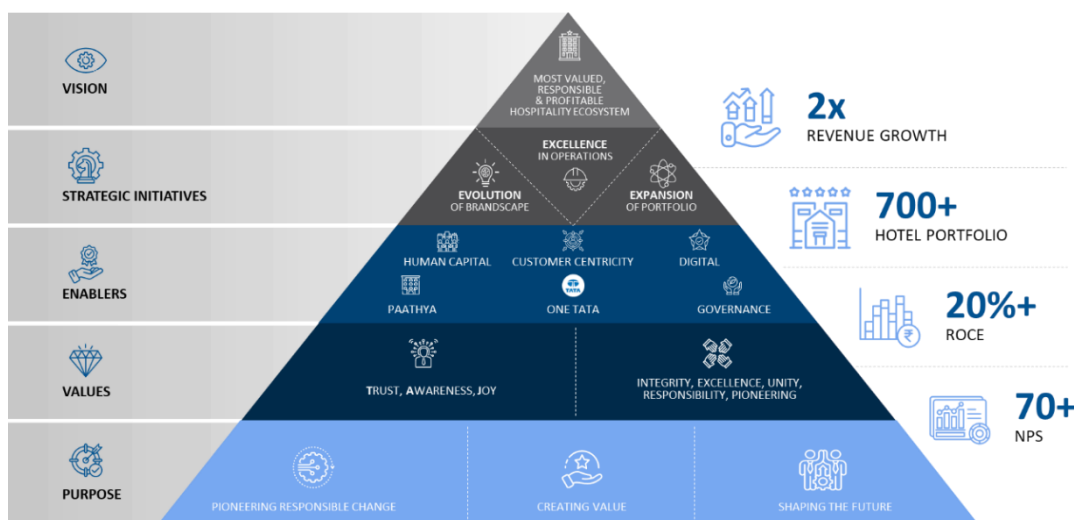 VISION
MOST VALUED,
RESPONSIBLE
& PROFITABLE
HOSPITALITY ECOSYSTEM
STRATEGIC INITIATIVES
EXCELLENCE
IN OPERATIONS
EVOLUTION
OF BRANDSCAPE
EXPANSION
OF PORTFOLIO
ENABLERS
HUMAN CAPITAL
CUSTOMER CENTRICITY
DIGITAL
PAATHYA
TATA
ONE TATA
GOVERNANCE
VALUES
TRUST, AWARENESS, JOY
INTEGRITY, EXCELLENCE, UNITY,
RESPONSIBILITY, PIONEERING
PURPOSE
PIONEERING RESPONSIBLE CHANGE
CREATING VALUE
SHAPING THE FUTURE
2x
REVENUE GROWTH
700+
HOTEL PORTFOLIO
20%+
₹
ROCE
70+
NPS